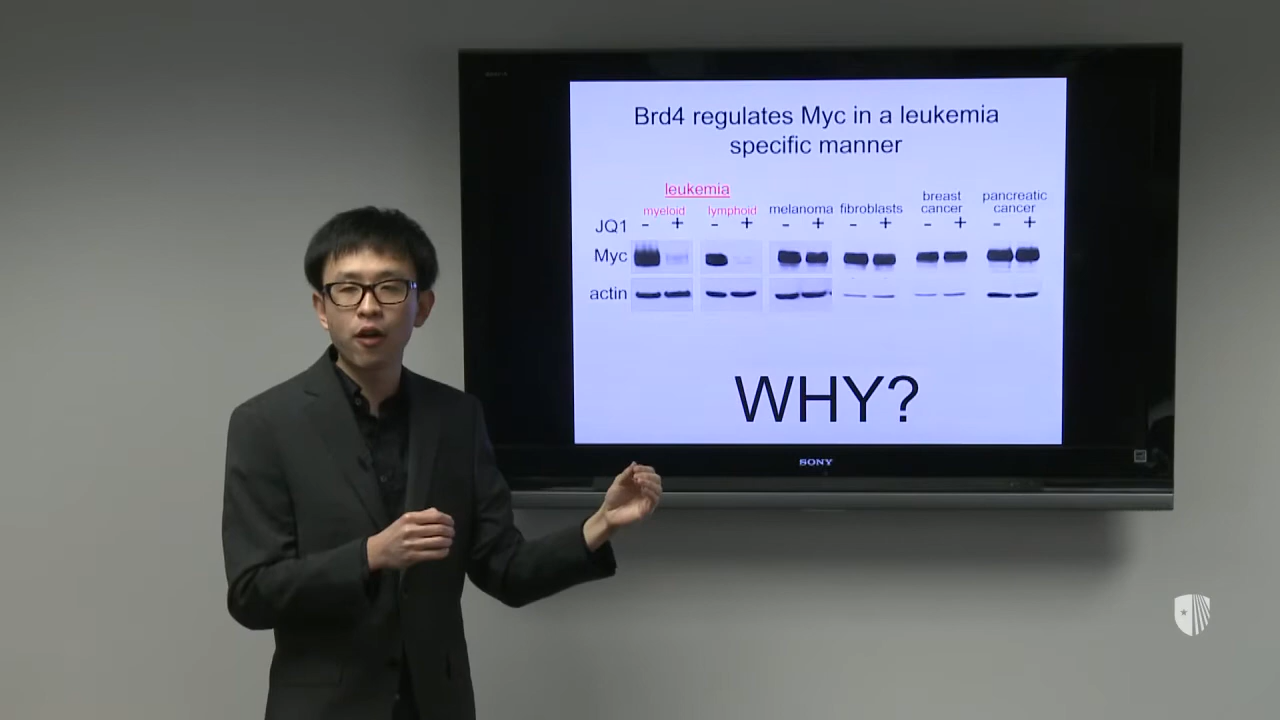 Brd4 regulates Myc in a leukemia
specific manner
leukemia
myeloid lymphoid melanoma fibroblasts breast cancer pancreatic cancer
JQ1 - + - + - + - + - + - +
Myc
actin
WHY?
SONY